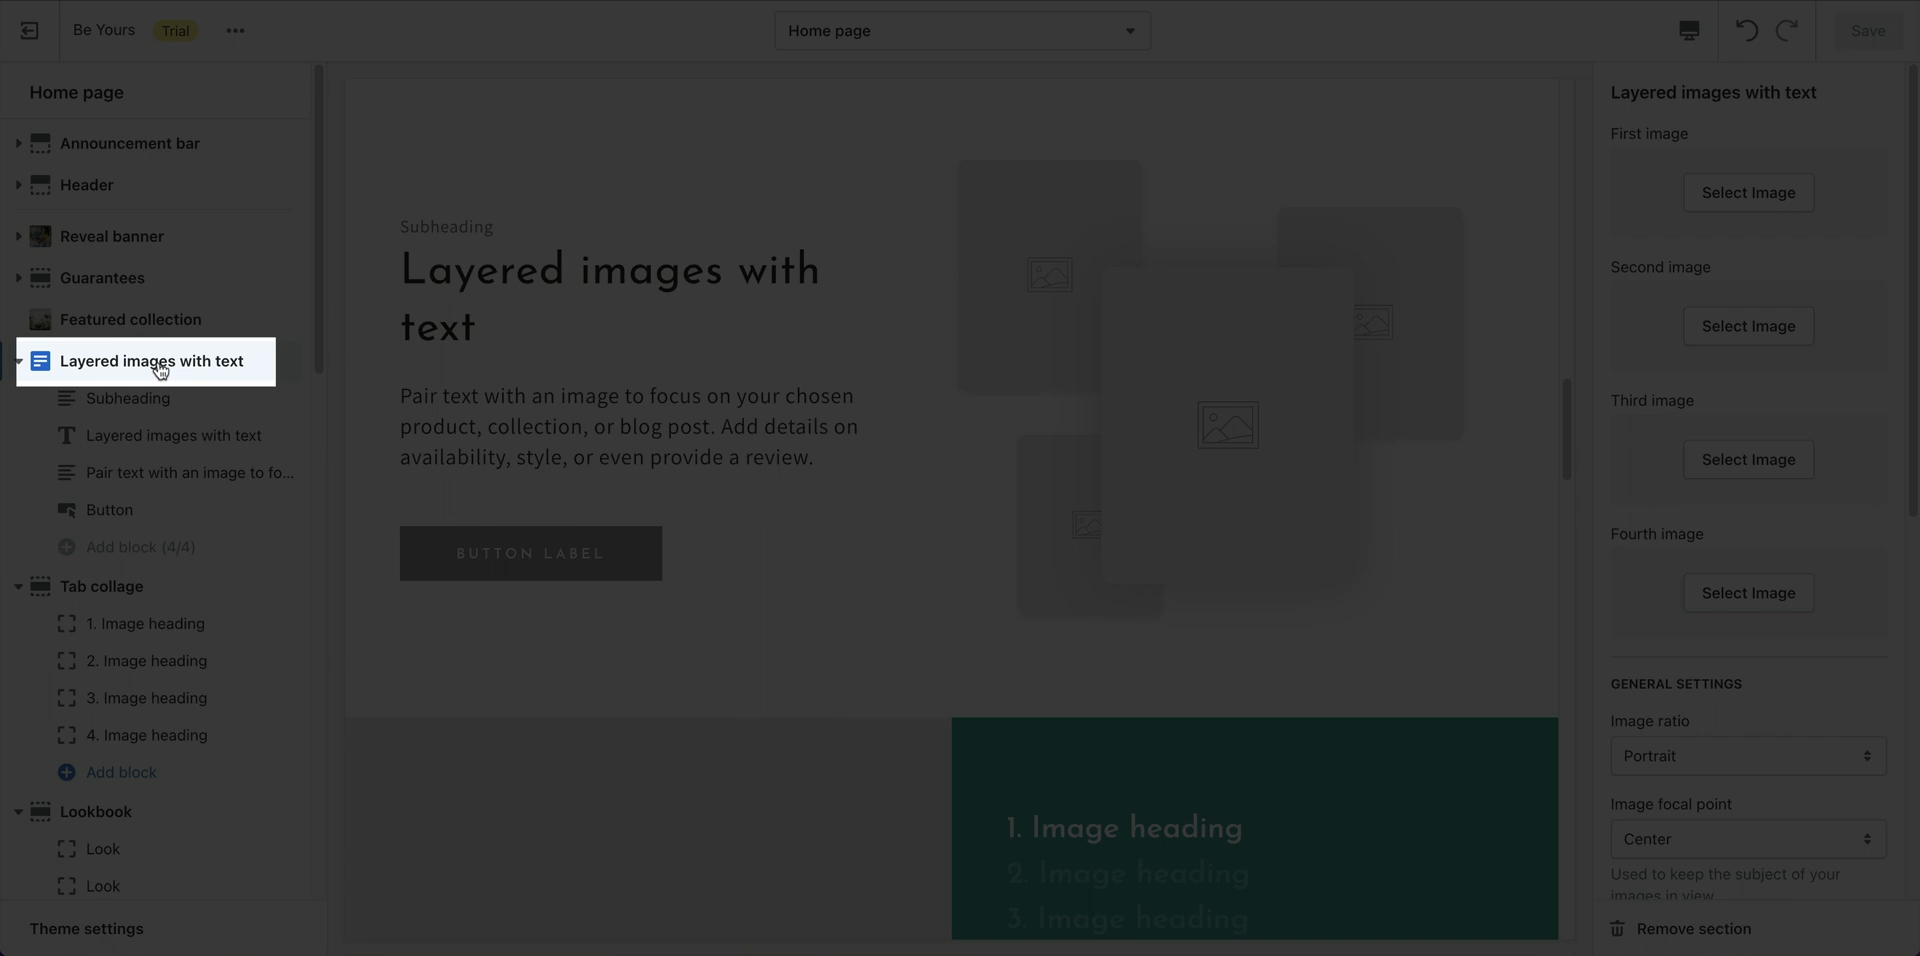 Be Yours
Trial
Home page
Save
Home page
Announcement bar
Header
Reveal banner
Guarantees
Featured collection
Layered images with text
Subheading
Layered images with text
Pair text with an image to fo...
Button
Add block (4/4)
Tab collage
1. Image heading
2. Image heading
3. Image heading
4. Image heading
Add block
Lookbook
Look
Look
Theme settings
Subheading
Layered images with
text
Pair text with an image to focus on your chosen
product, collection, or blog post. Add details on
availability, style, or even provide a review.
BUTTON LABEL
1. Image heading
2. Image heading
3. Image heading
Layered images with text
First image
Select Image
Second image
Select Image
Third image
Select Image
Fourth image
Select Image
GENERAL SETTINGS
Image ratio
Portrait
Image focal point
Center
Used to keep the subject of your
images in view
Remove section